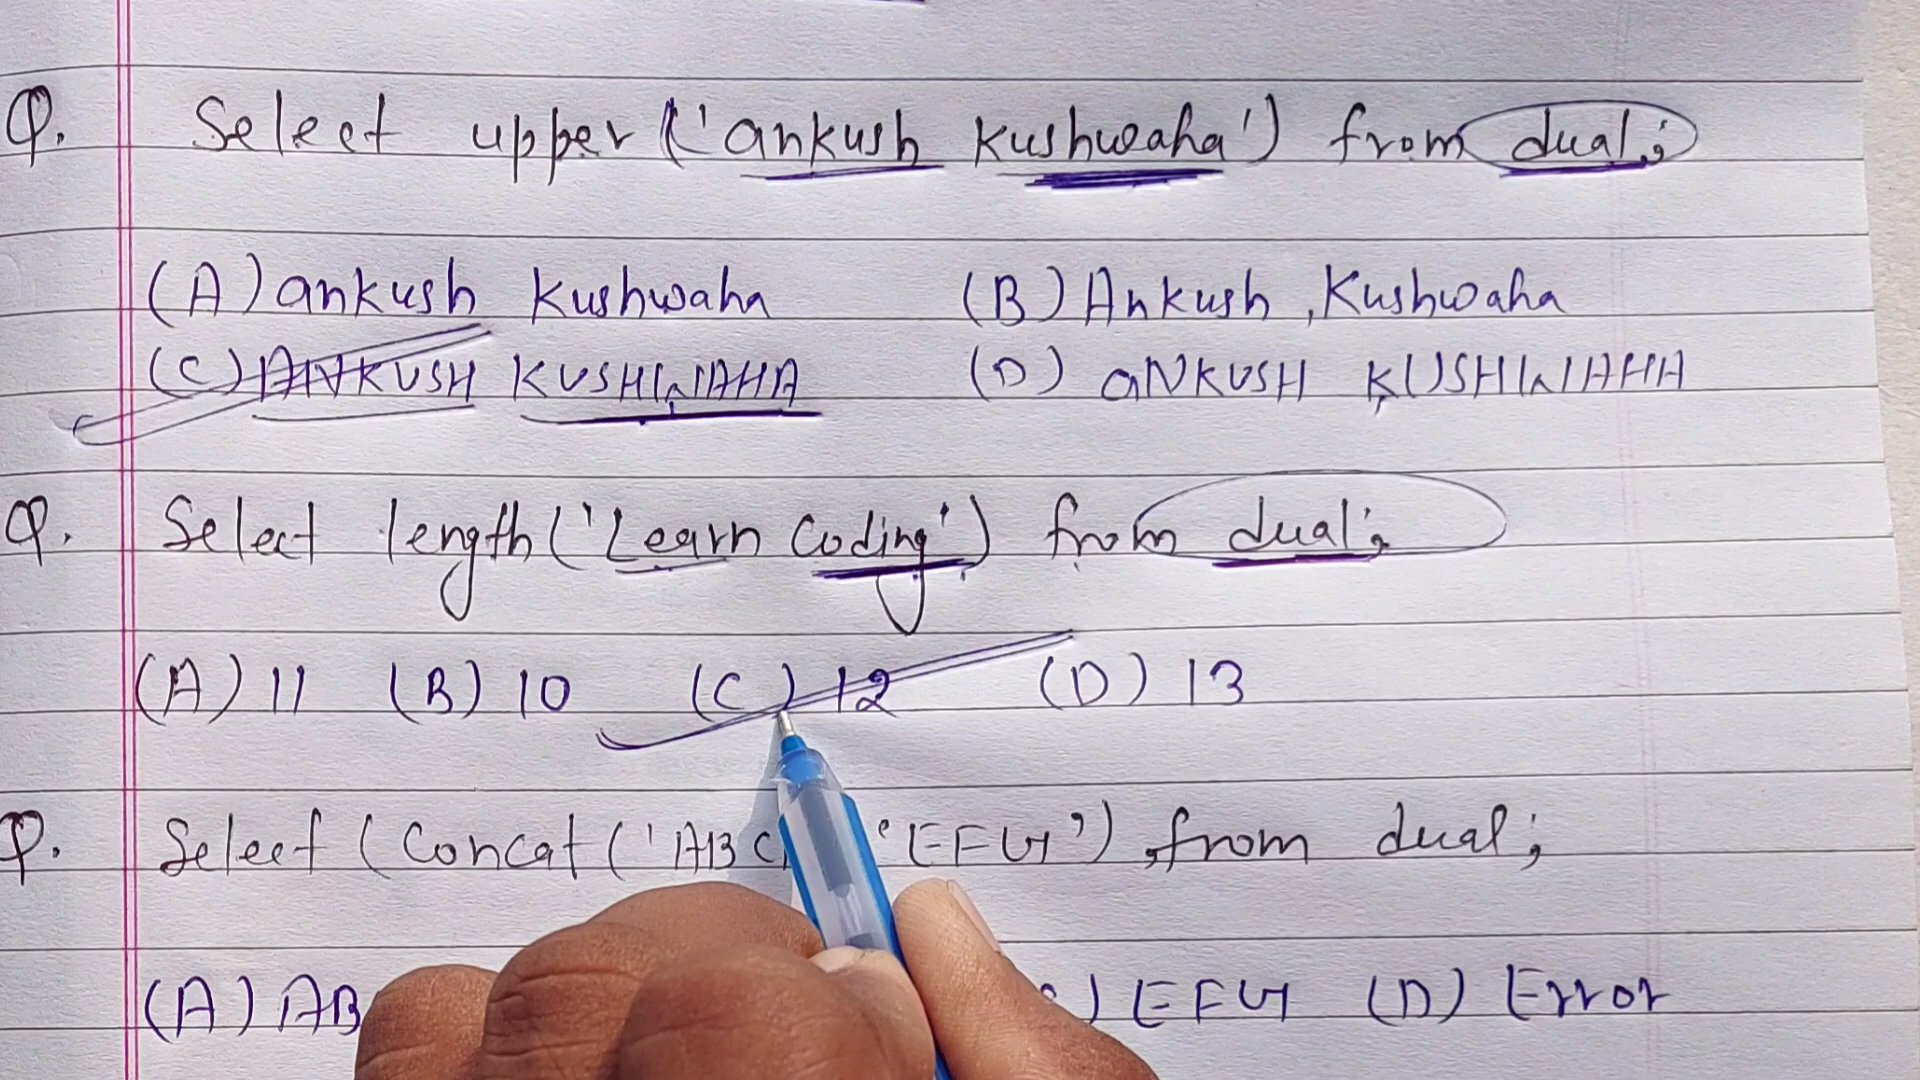 Q. Select upper('ankush Kushwaha') from dual;
(A) ankush Kushwaha (B) Ankush, Kushwaha
(C) ANKUSH KUSHWAHA (D) aNKUSH KUSHWAHA
Q. Select length('Learn Coding') from dual;
(A) 11 (B) 10 (C) 12 (D) 13
Q. Select (Concat('ABC 'EFG') from dual;
(A) AB ) EFG (D) Error